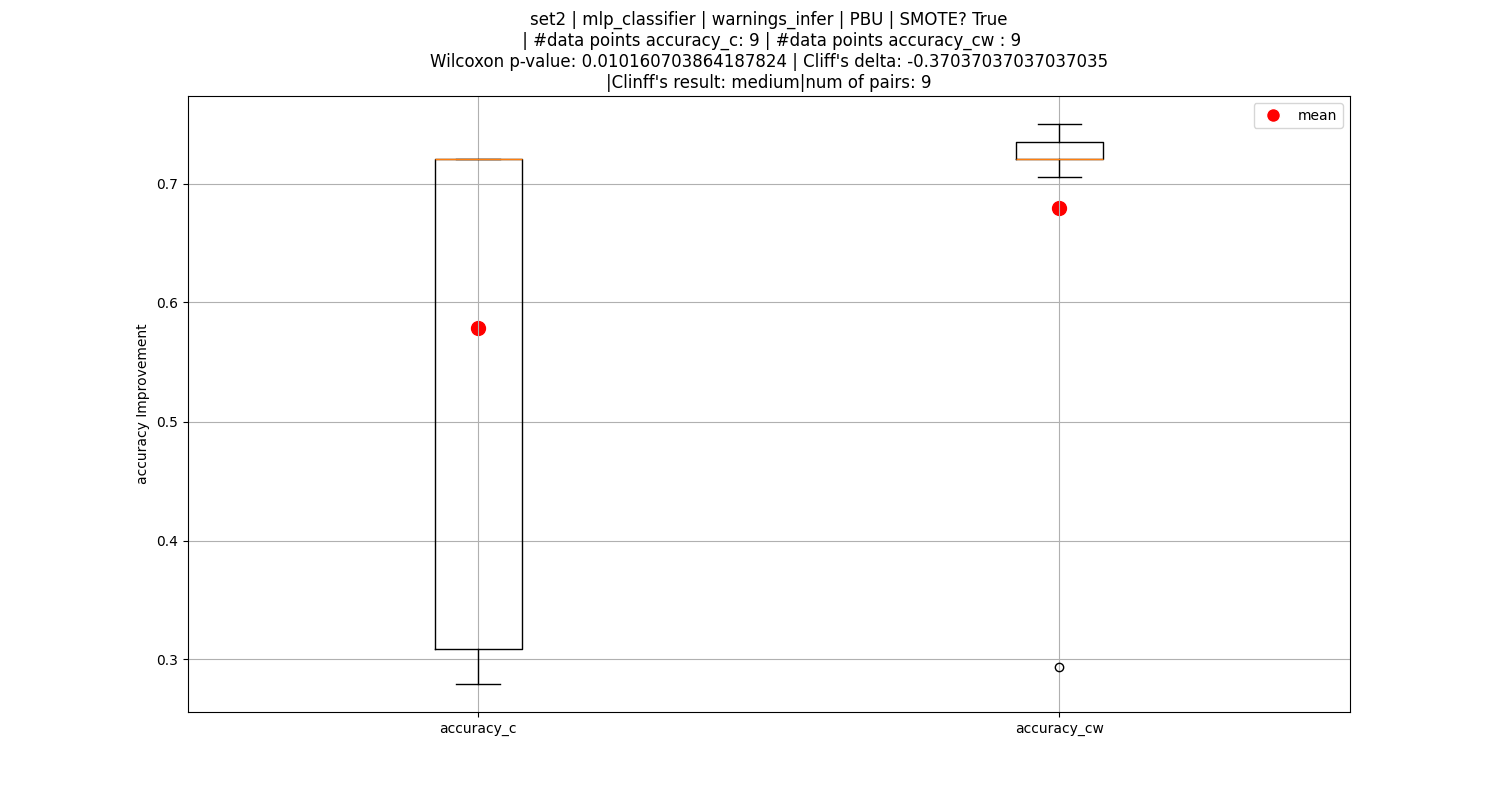 set2 | mlp_classifier | warnings_infer | PBU | SMOTE? True
| #data points accuracy_c: 9 | #data points accuracy_cw : 9
Wilcoxon p-value: 0.010160703864187824 | Cliff's delta: -0.37037037037037035
|Clinff's result: medium|num of pairs: 9
mean
0.7
0.6
0.5
0.4
0.3
accuracy Improvement
accuracy_c
accuracy_cw